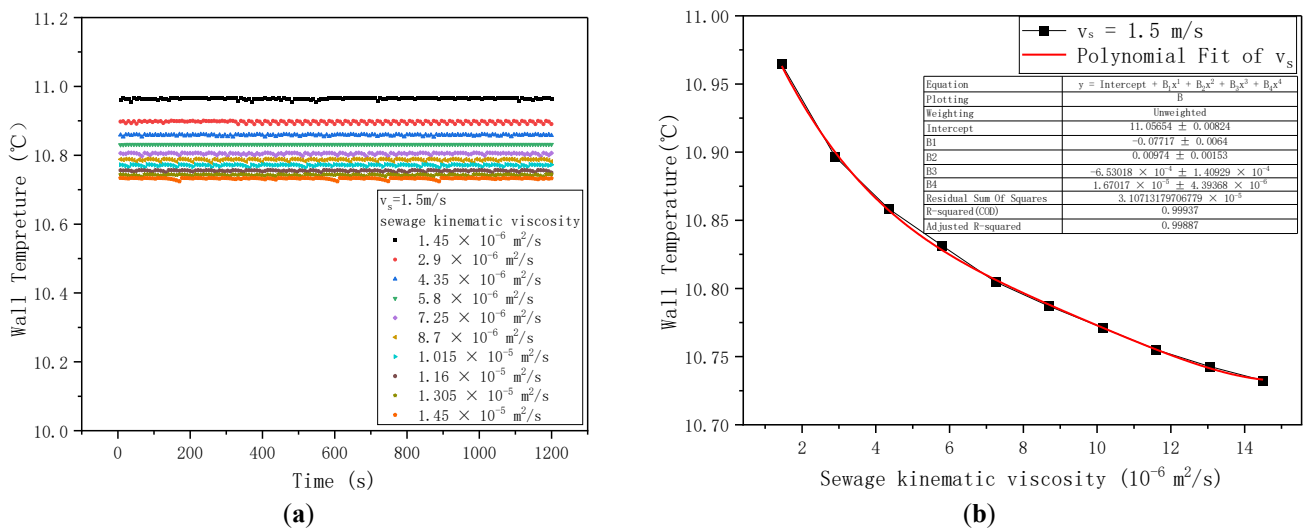 11.2
11.0
10.8
10.6
10.4
10.2
10.0
Wall Tempreture (℃)
v_s=1.5m/s
sewage kinematic viscosity
1.45 × 10⁻⁶ m²/s
2.9 × 10⁻⁶ m²/s
4.35 × 10⁻⁶ m²/s
5.8 × 10⁻⁶ m²/s
7.25 × 10⁻⁶ m²/s
8.7 × 10⁻⁶ m²/s
1.015 × 10⁻⁵ m²/s
1.16 × 10⁻⁵ m²/s
1.305 × 10⁻⁵ m²/s
1.45 × 10⁻⁵ m²/s
0 200 400 600 800 1000 1200
Time (s)
(a)
11.00
10.95
10.90
10.85
10.80
10.75
10.70
Wall Temperature(℃)
v_s = 1.5 m/s
Polynomial Fit of v_s
Equation y = Intercept + B₁x¹ + B₂x² + B₃x³ + B₄x⁴
Plotting B
Weighting Unweighted
Intercept 11.05654 ± 0.00824
B1 -0.07717 ± 0.0064
B2 0.00974 ± 0.00153
B3 -6.53018 × 10⁻⁴ ± 1.40929 × 10⁻⁴
B4 1.67017 × 10⁻⁵ ± 4.39368 × 10⁻⁶
Residual Sum Of Squares 3.10713179706779 × 10⁻⁵
R-squared(COD) 0.99937
Adjusted R-squared 0.99887
2 4 6 8 10 12 14
Sewage kinematic viscosity (10⁻⁶ m²/s)
(b)